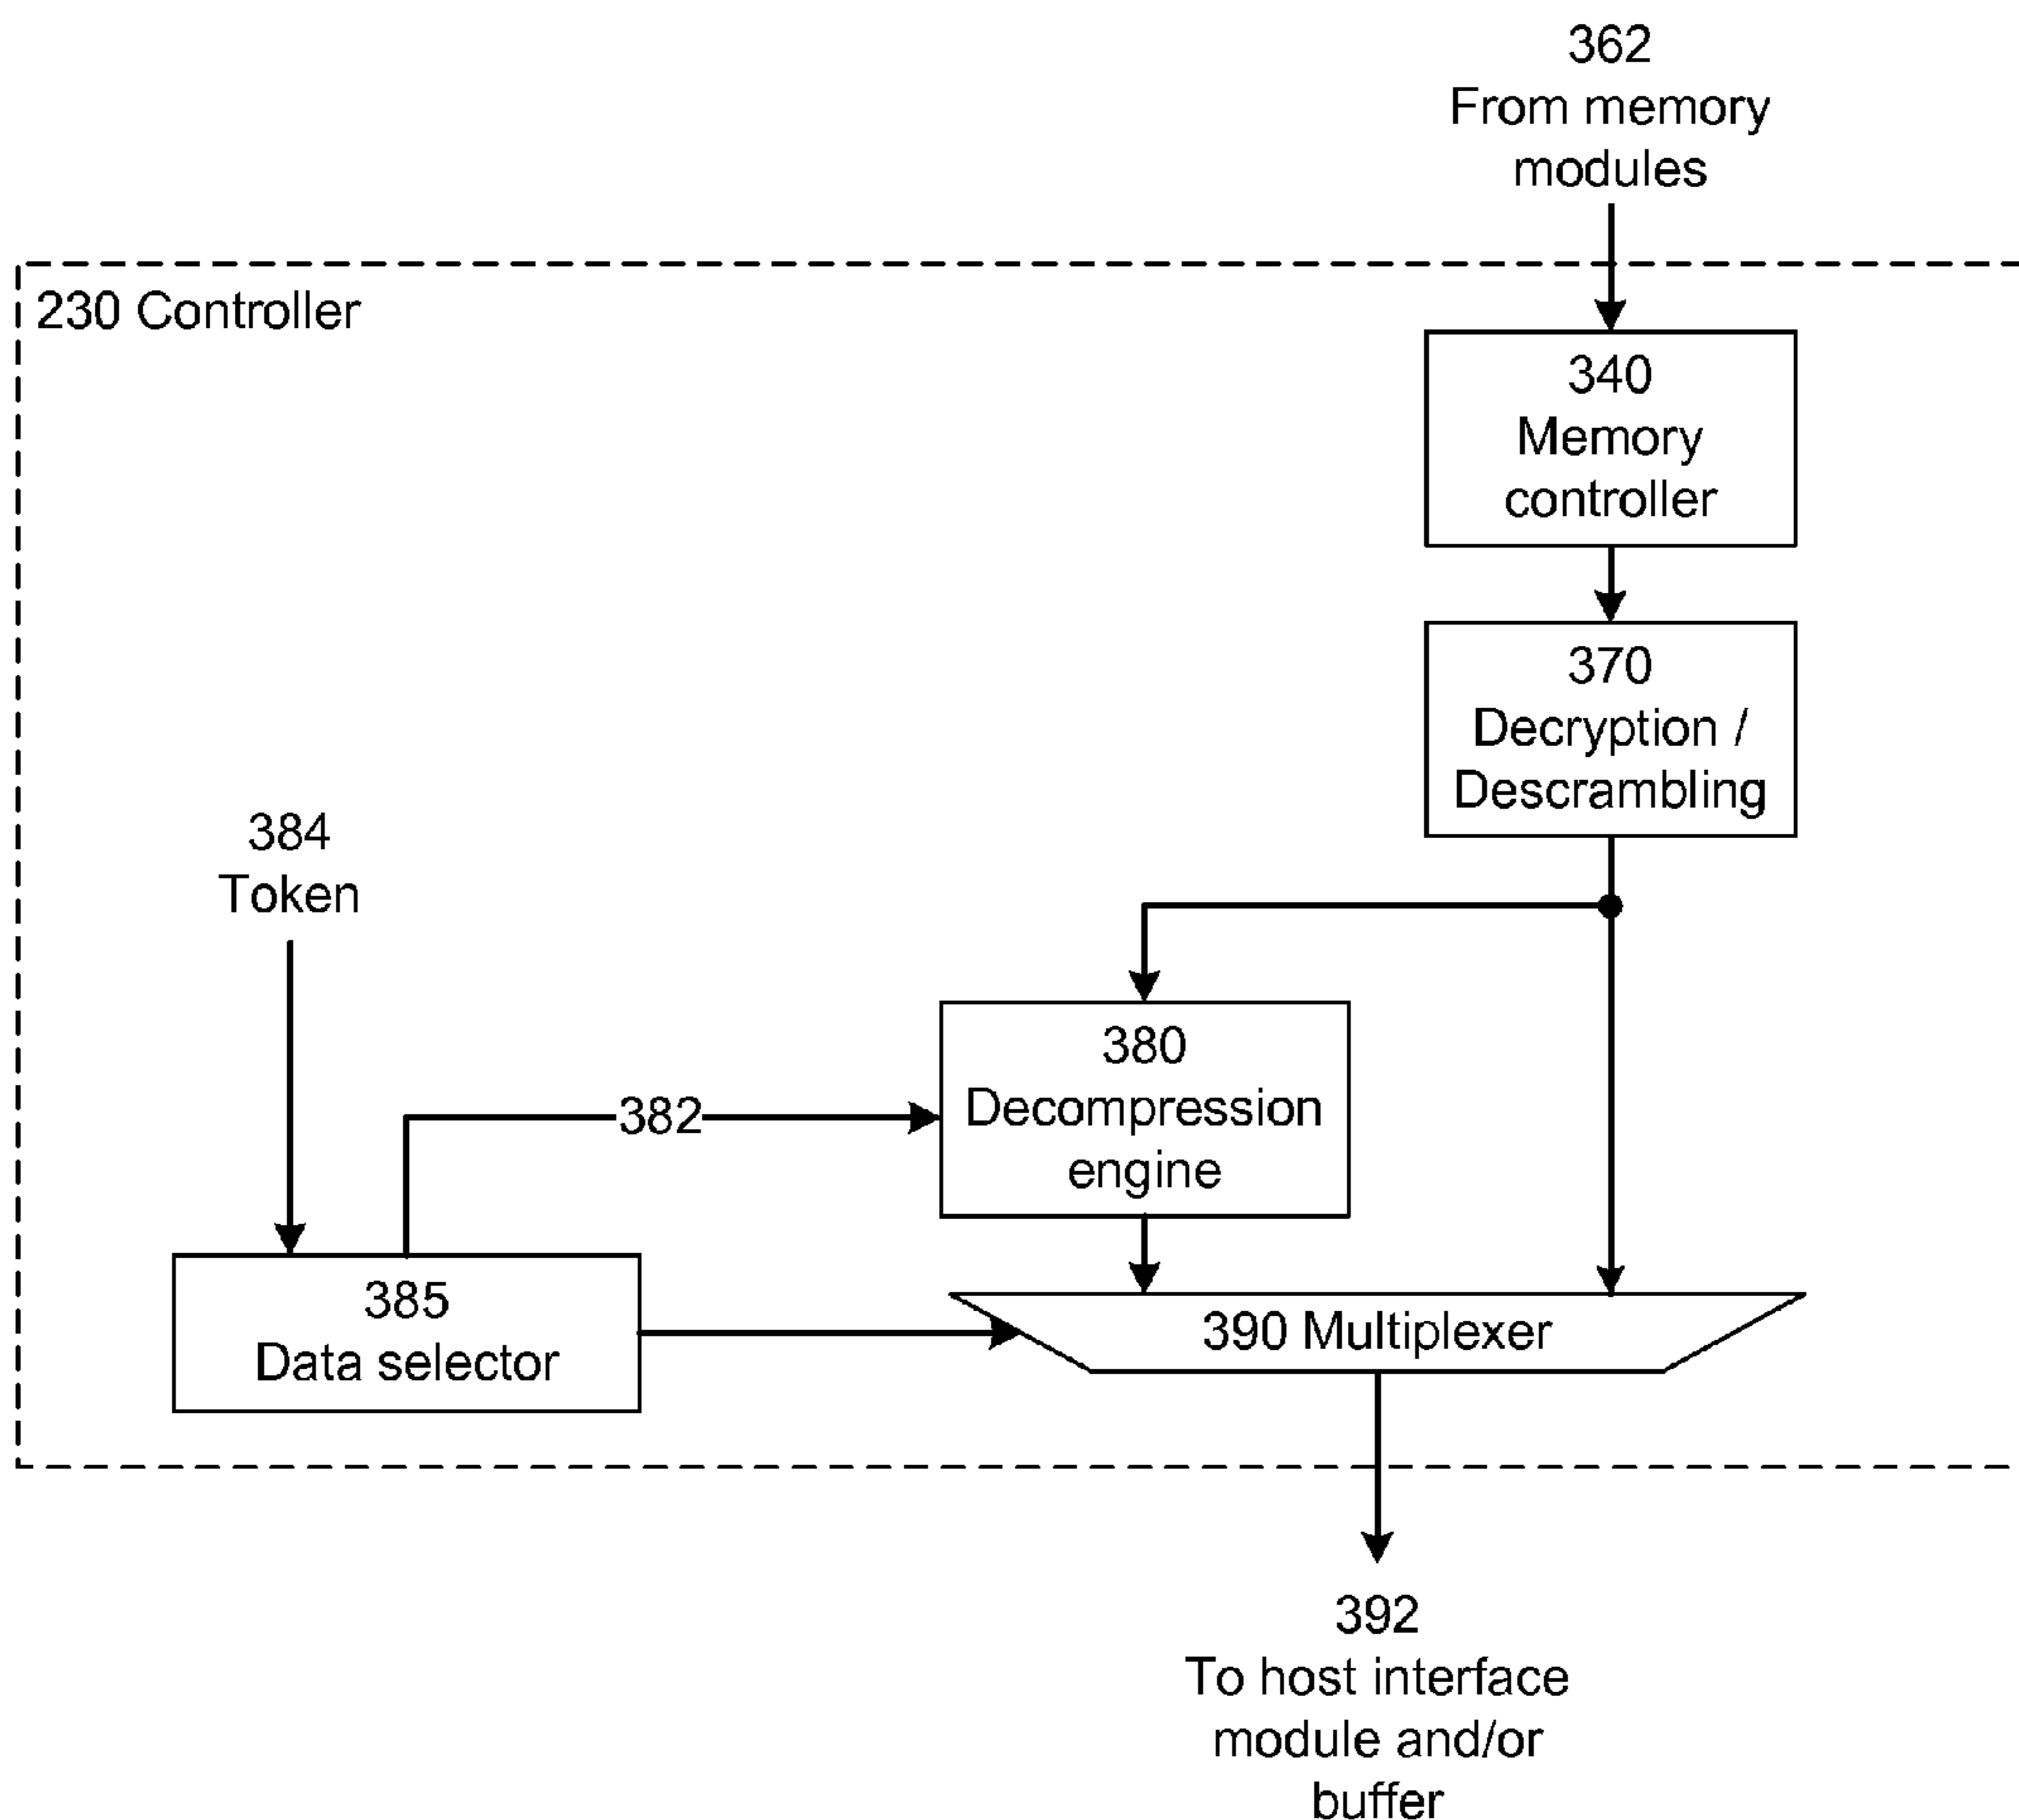 362
From memory
modules
230 Controller
340
Memory
controller
370
Decryption /
Descrambling
384
Token
380
Decompression
engine
382
385
Data selector
390 Multiplexer
392
To host interface
module and/or
buffer